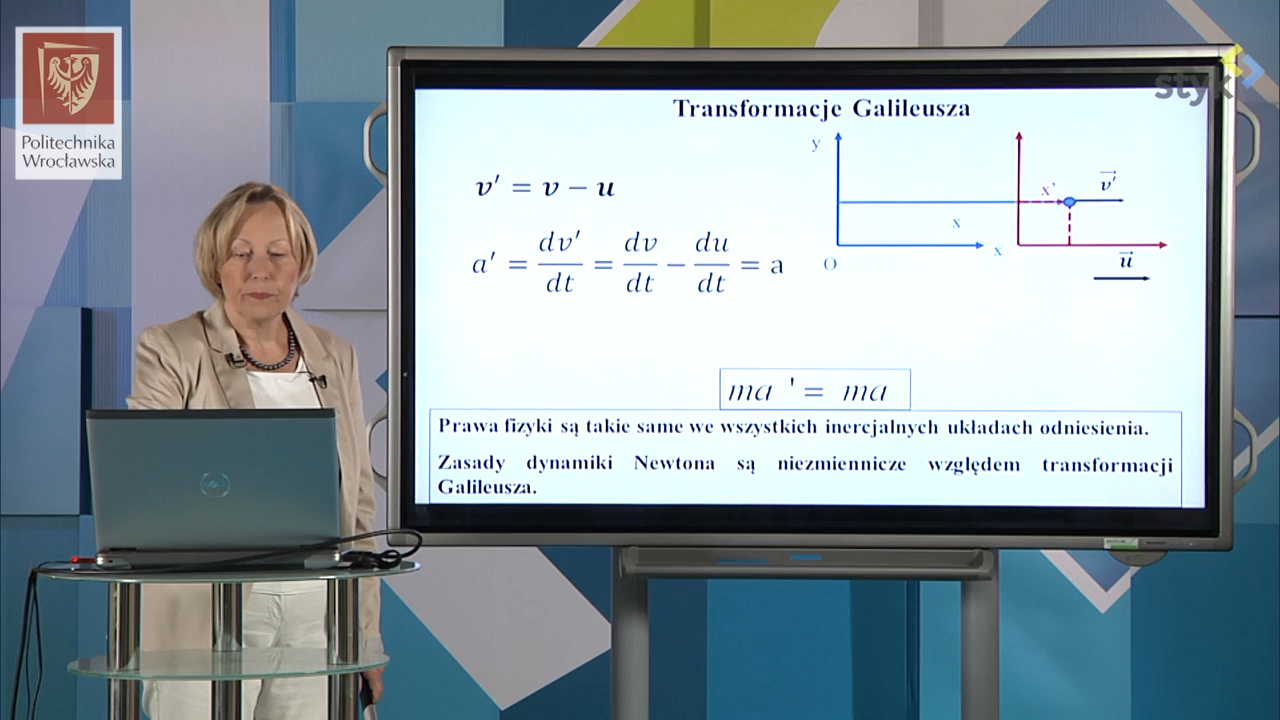 Politechnika
Wrocławska
styk
Transformacje Galileusza
v' = v − u
a' = dv'/dt = dv/dt − du/dt = a
y
x
O
x
x'
v'
u
ma ' = ma
Prawa fizyki są takie same we wszystkich inercjalnych układach odniesienia.
Zasady dynamiki Newtona są niezmiennicze względem transformacji
Galileusza.
DELL